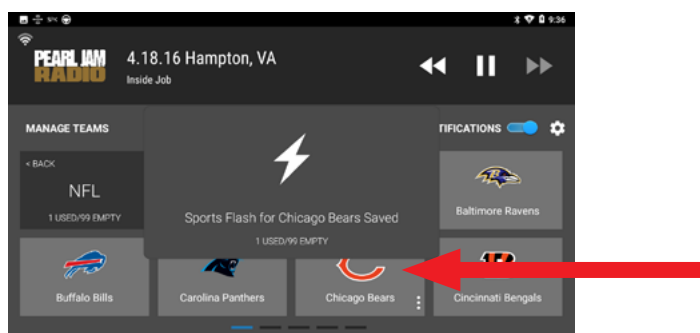 9:36
PEARL JAM
RADIO
4.18.16 Hampton, VA
Inside Job
MANAGE TEAMS
TIFICATIONS
< BACK
NFL
1 USED/99 EMPTY
Sports Flash for Chicago Bears Saved
1 USED/99 EMPTY
Baltimore Ravens
Buffalo Bills
Carolina Panthers
Chicago Bears
Cincinnati Bengals